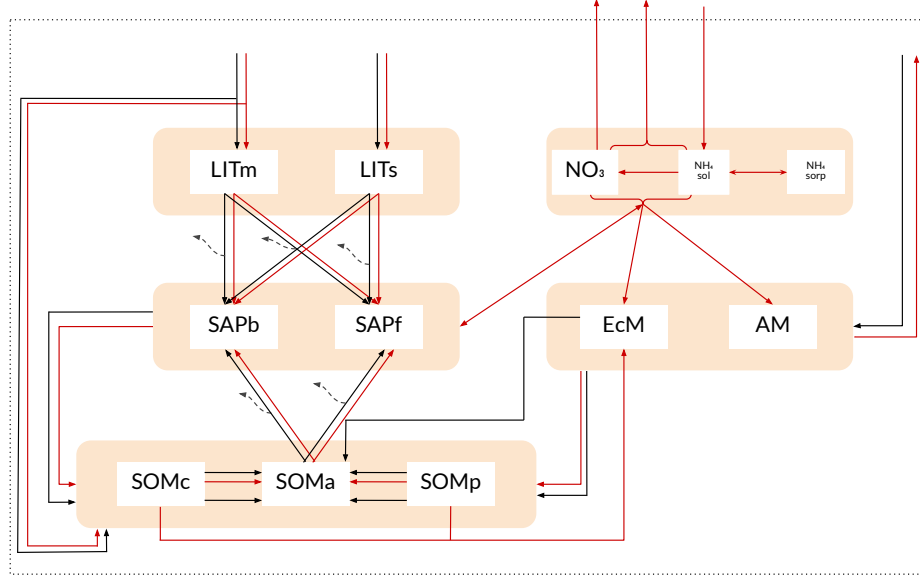 LITm
LITs
NO₃
NH₄
sol
NH₄
sorp
SAPb
SAPf
EcM
AM
SOMc
SOMa
SOMp